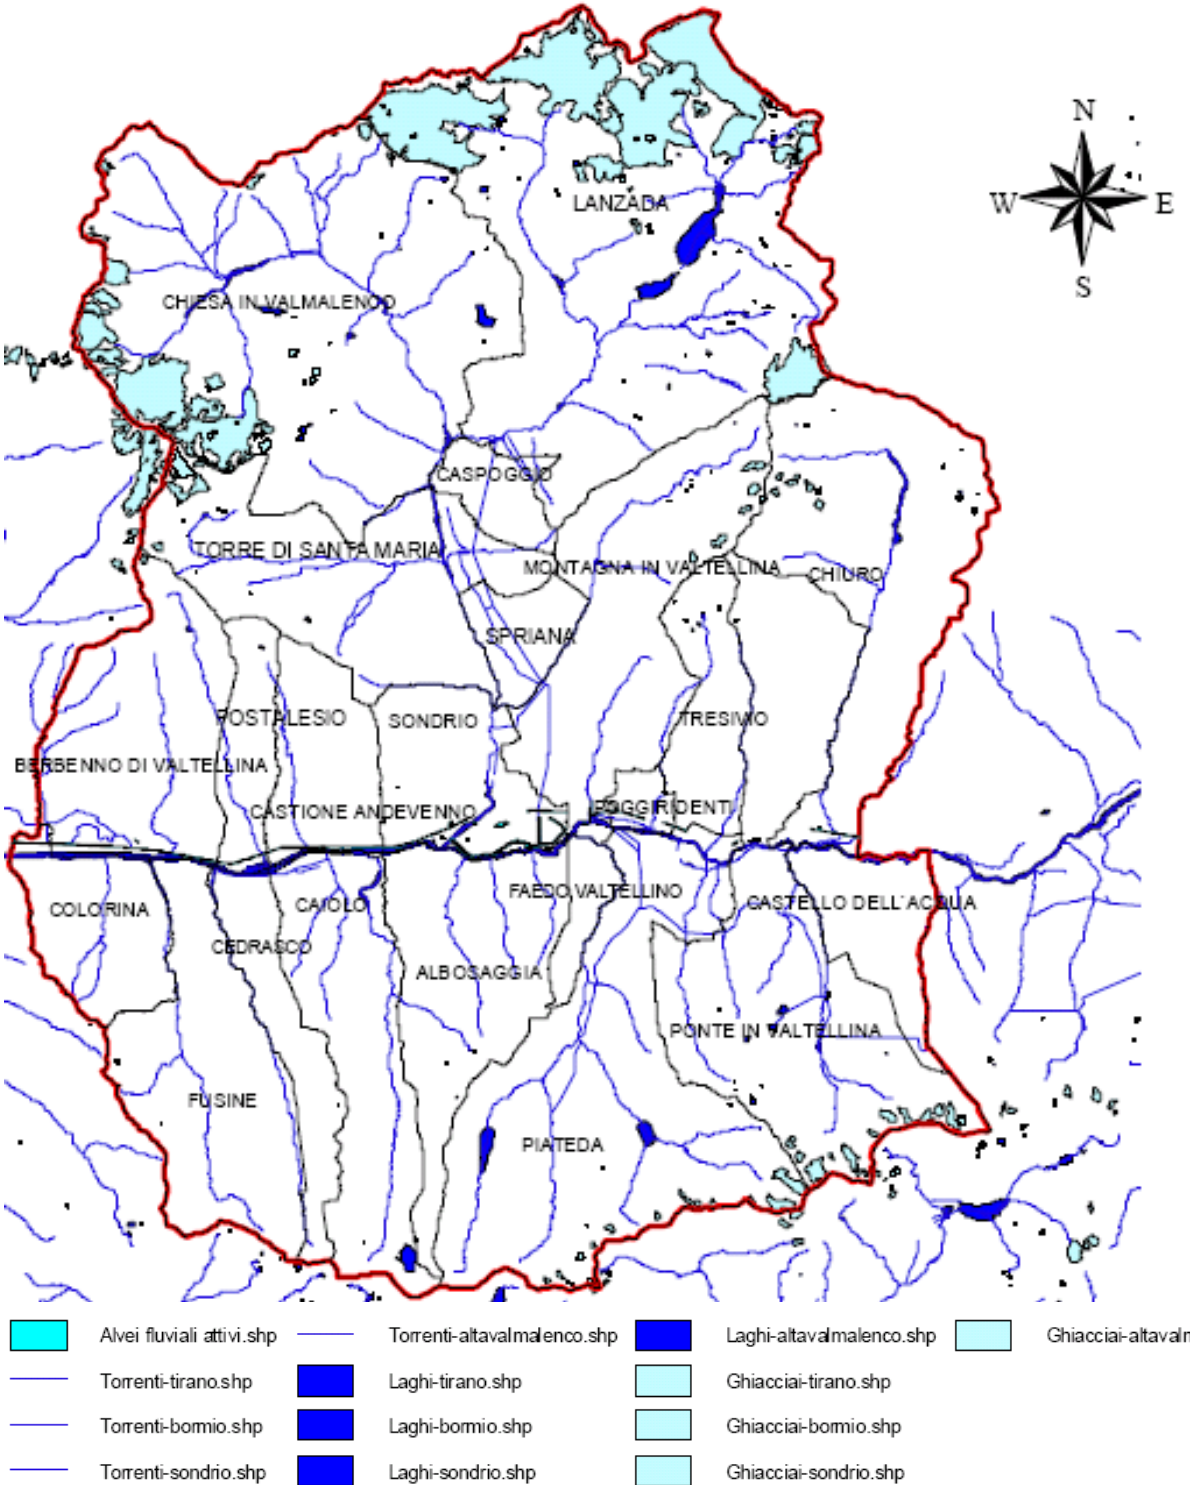 N
LANZADA
W E
S
CHIESA IN VALMALENCO
CASPOGGIO
TORRE DI SANTA MARIA
MONTAGNA IN VALTELLINA
CHIURO
SPRIANA
POSTALESIO
SONDRIO
TRESIVIO
BERBENNO DI VALTELLINA
CASTIONE ANDEVENNO
POGGIRIDENTI
FAEDO VALTELLINO
COLORINA
CAIOLO
CASTELLO DELL'ACQUA
CEDRASCO
ALBOSAGGIA
PONTE IN VALTELLINA
FUSINE
PIATEDA
Alvei fluviali attivi.shp Torrenti-altavalmalenco.shp Laghi-altavalmalenco.shp Ghiacciai-altavaln
Torrenti-tirano.shp Laghi-tirano.shp Ghiacciai-tirano.shp
Torrenti-bormio.shp Laghi-bormio.shp Ghiacciai-bormio.shp
Torrenti-sondrio.shp Laghi-sondrio.shp Ghiacciai-sondrio.shp